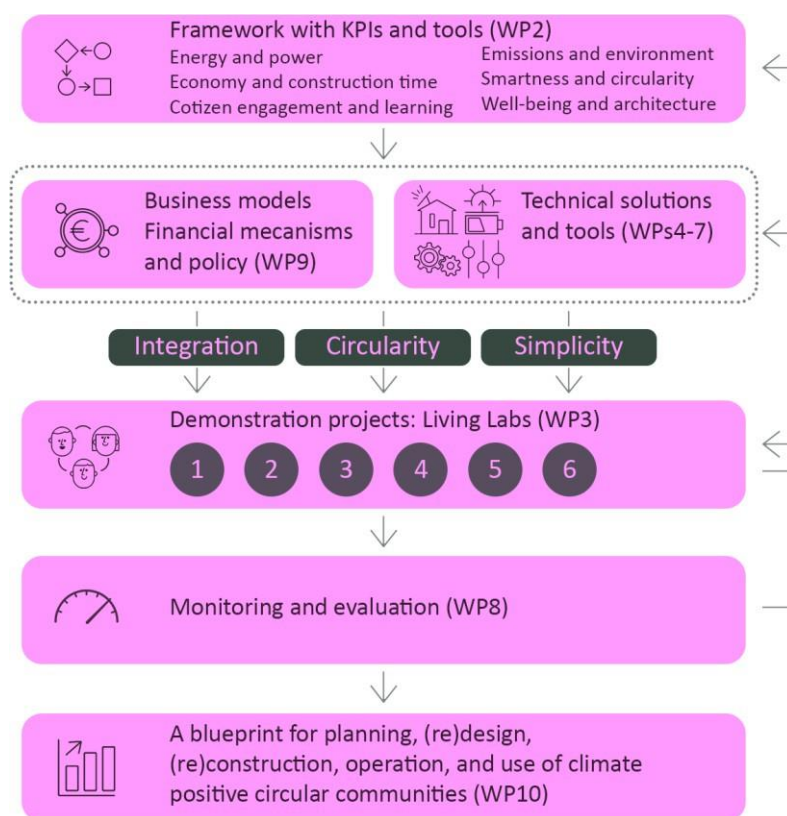 Framework with KPIs and tools (WP2)
Energy and power
Economy and construction time
Cotizen engagement and learning
Emissions and environment
Smartness and circularity
Well-being and architecture
Business models
Financial mecanisms
and policy (WP9)
€
Technical solutions
and tools (WPs4-7)
Integration
Circularity
Simplicity
Demonstration projects: Living Labs (WP3)
1 2 3 4 5 6
Monitoring and evaluation (WP8)
A blueprint for planning, (re)design,
(re)construction, operation, and use of climate
positive circular communities (WP10)